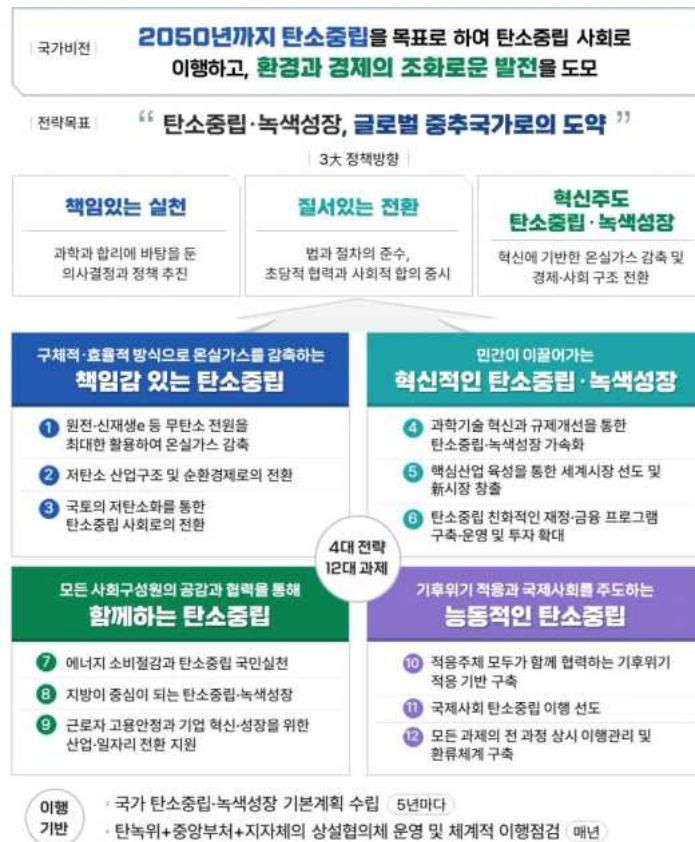 국가비전
2050년까지 탄소중립을 목표로 하여 탄소중립 사회로
이행하고, 환경과 경제의 조화로운 발전을 도모
전략목표
“ 탄소중립·녹색성장, 글로벌 중추국가로의 도약 ”
3大 정책방향
책임있는 실천
과학과 합리에 바탕을 둔
의사결정과 정책 추진
질서있는 전환
법과 절차의 준수,
초당적 협력과 사회적 합의 중시
혁신주도
탄소중립·녹색성장
혁신에 기반한 온실가스 감축 및
경제·사회 구조 전환
구체적·효율적 방식으로 온실가스를 감축하는
책임감 있는 탄소중립
1 원전·신재생e 등 무탄소 전원을
최대한 활용하여 온실가스 감축
2 저탄소 산업구조 및 순환경제로의 전환
3 국토의 저탄소화를 통한
탄소중립 사회로의 전환
민간이 이끌어가는
혁신적인 탄소중립·녹색성장
4 과학기술 혁신과 규제개선을 통한
탄소중립·녹색성장 가속화
5 핵심산업 육성을 통한 세계시장 선도 및
新시장 창출
6 탄소중립 친화적인 재정·금융 프로그램
구축·운영 및 투자 확대
4대 전략
12대 과제
모든 사회구성원의 공감과 협력을 통해
함께하는 탄소중립
7 에너지 소비절감과 탄소중립 국민실천
8 지방이 중심이 되는 탄소중립·녹색성장
9 근로자 고용안정과 기업 혁신·성장을 위한
산업·일자리 전환 지원
기후위기 적응과 국제사회를 주도하는
능동적인 탄소중립
10 적응주체 모두가 함께 협력하는 기후위기
적응 기반 구축
11 국제사회 탄소중립 이행 선도
12 모든 과제의 전 과정 상시 이행관리 및
환류체계 구축
이행
기반
· 국가 탄소중립·녹색성장 기본계획 수립 5년마다
· 탄녹위+중앙부처+지자체의 상설협의체 운영 및 체계적 이행점검 매년